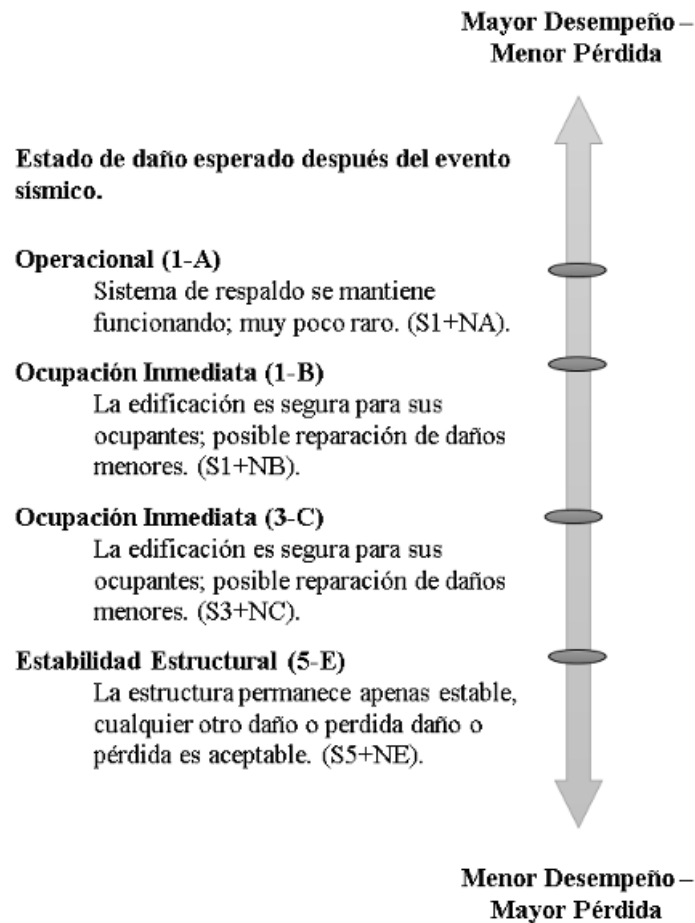 Mayor Desempeño –
Menor Pérdida
Estado de daño esperado después del evento
sísmico.
Operacional (1-A)
Sistema de respaldo se mantiene
funcionando; muy poco raro. (S1+NA).
Ocupación Inmediata (1-B)
La edificación es segura para sus
ocupantes; posible reparación de daños
menores. (S1+NB).
Ocupación Inmediata (3-C)
La edificación es segura para sus
ocupantes; posible reparación de daños
menores. (S3+NC).
Estabilidad Estructural (5-E)
La estructura permanece apenas estable,
cualquier otro daño o perdida daño o
pérdida es aceptable. (S5+NE).
Menor Desempeño –
Mayor Pérdida